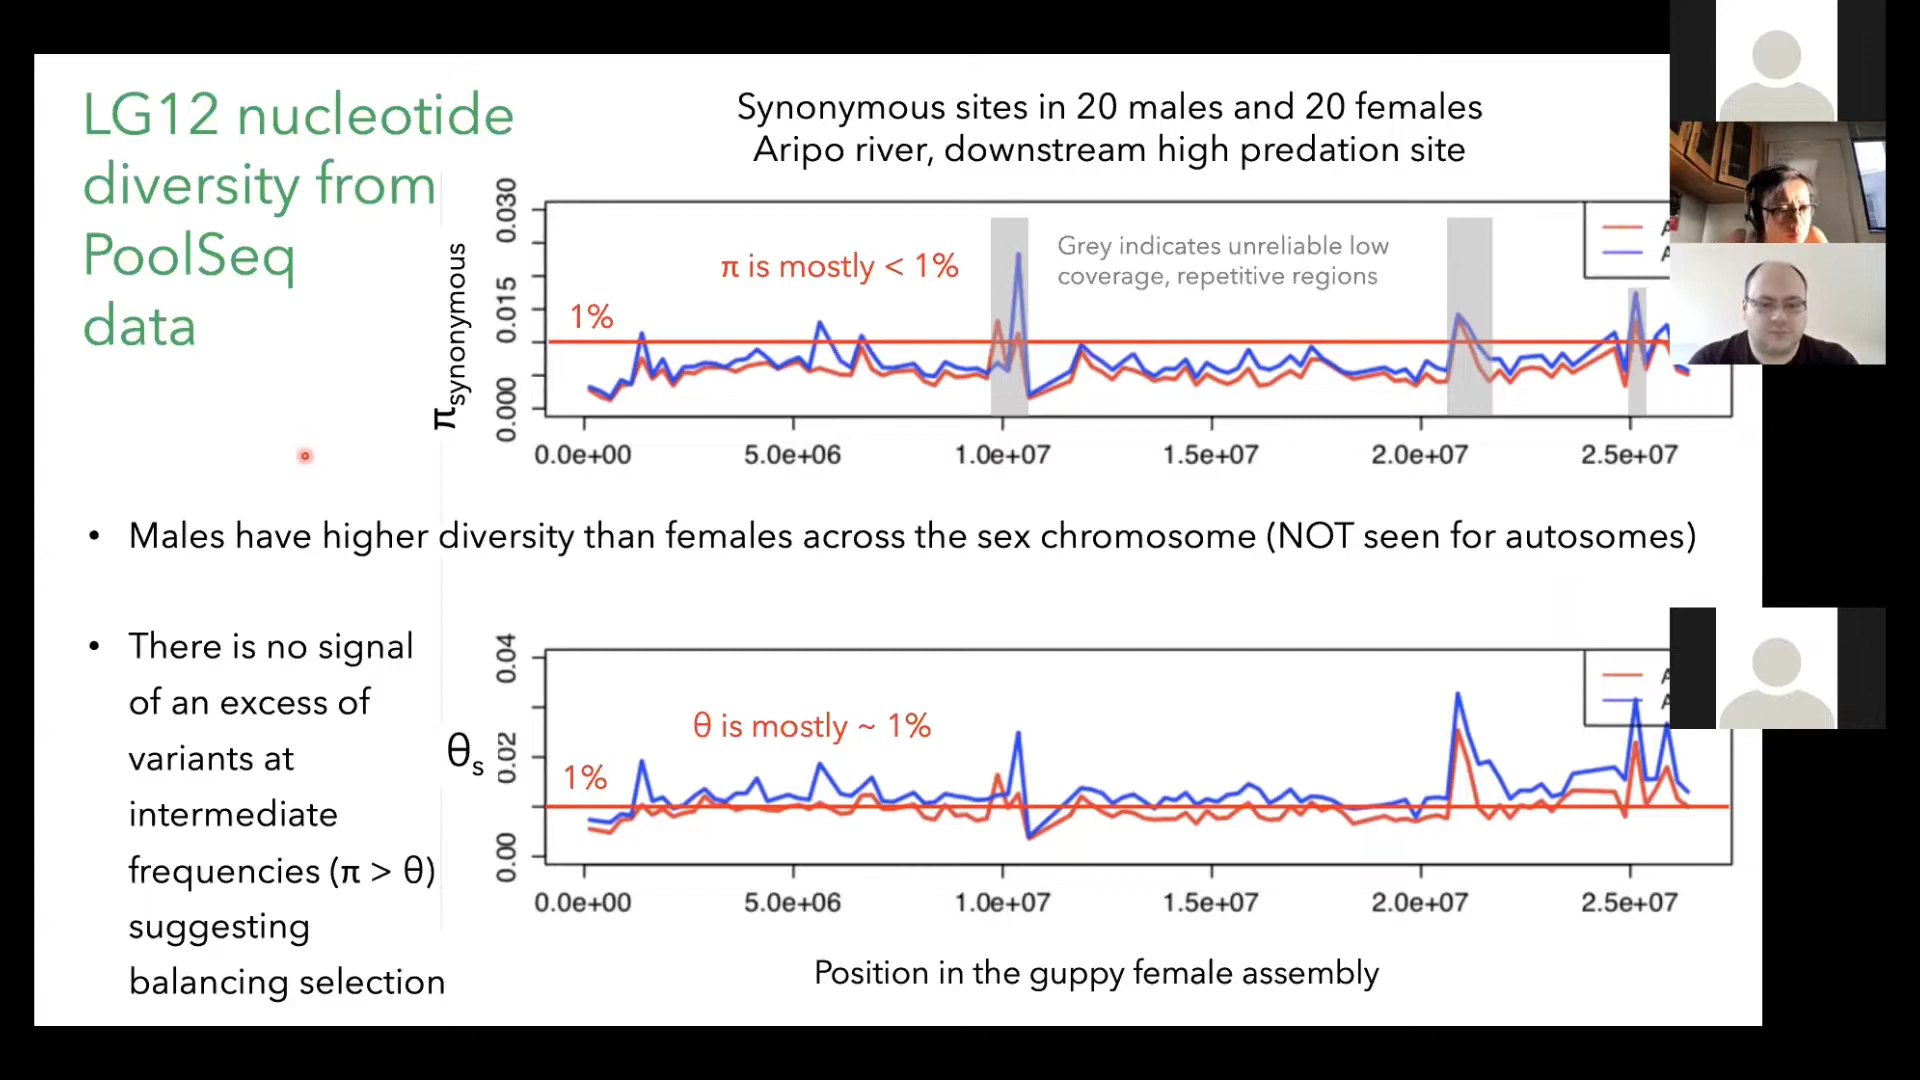 LG12 nucleotide
diversity from
PoolSeq
data
Synonymous sites in 20 males and 20 females
Aripo river, downstream high predation site
πsynonymous
0.030
0.015
0.000
π is mostly < 1%
1%
Grey indicates unreliable low
coverage, repetitive regions
A
A
0.0e+00 5.0e+06 1.0e+07 1.5e+07 2.0e+07 2.5e+07
• Males have higher diversity than females across the sex chromosome (NOT seen for autosomes)
• There is no signal
of an excess of
variants at
intermediate
frequencies (π > θ)
suggesting
balancing selection
θs
0.04
0.02
0.00
θ is mostly ~ 1%
1%
A
A
0.0e+00 5.0e+06 1.0e+07 1.5e+07 2.0e+07 2.5e+07
Position in the guppy female assembly